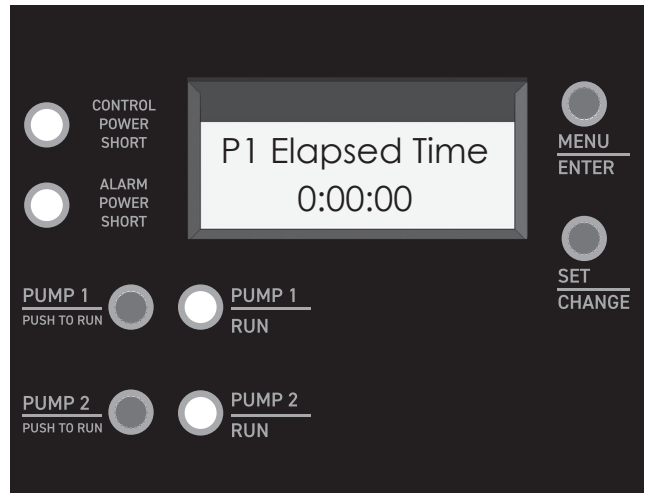 CONTROL
POWER
SHORT
ALARM
POWER
SHORT
P1 Elapsed Time
0:00:00
MENU
ENTER
SET
CHANGE
PUMP 1
PUSH TO RUN
PUMP 1
RUN
PUMP 2
PUSH TO RUN
PUMP 2
RUN